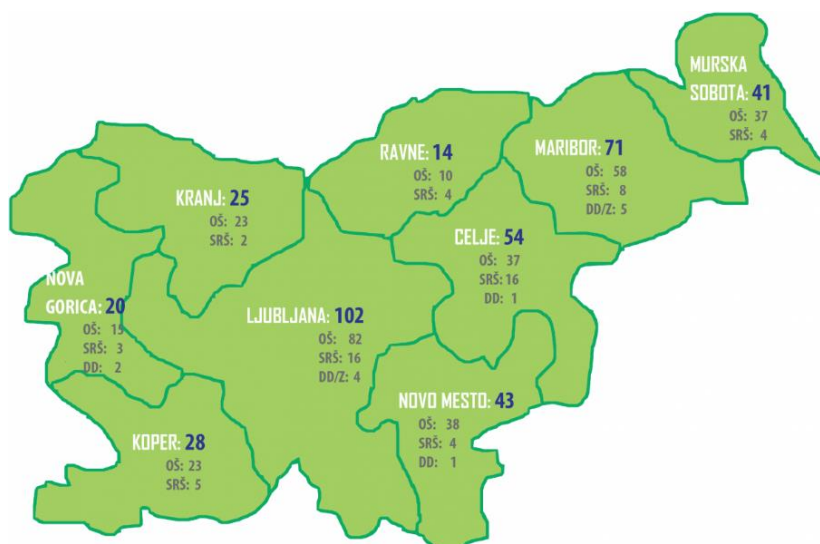 MURSKA
SOBOTA: 41
OŠ: 37
SRŠ: 4
RAVNE: 14
OŠ: 10
SRŠ: 4
MARIBOR: 71
OŠ: 58
SRŠ: 8
DD/Z: 5
KRANJ: 25
OŠ: 23
SRŠ: 2
CELJE: 54
OŠ: 37
SRŠ: 16
DD: 1
NOVA
GORICA: 20
OŠ: 15
SRŠ: 3
DD: 2
LJUBLJANA: 102
OŠ: 82
SRŠ: 16
DD/Z: 4
NOVO MESTO: 43
OŠ: 38
SRŠ: 4
DD: 1
KOPER: 28
OŠ: 23
SRŠ: 5